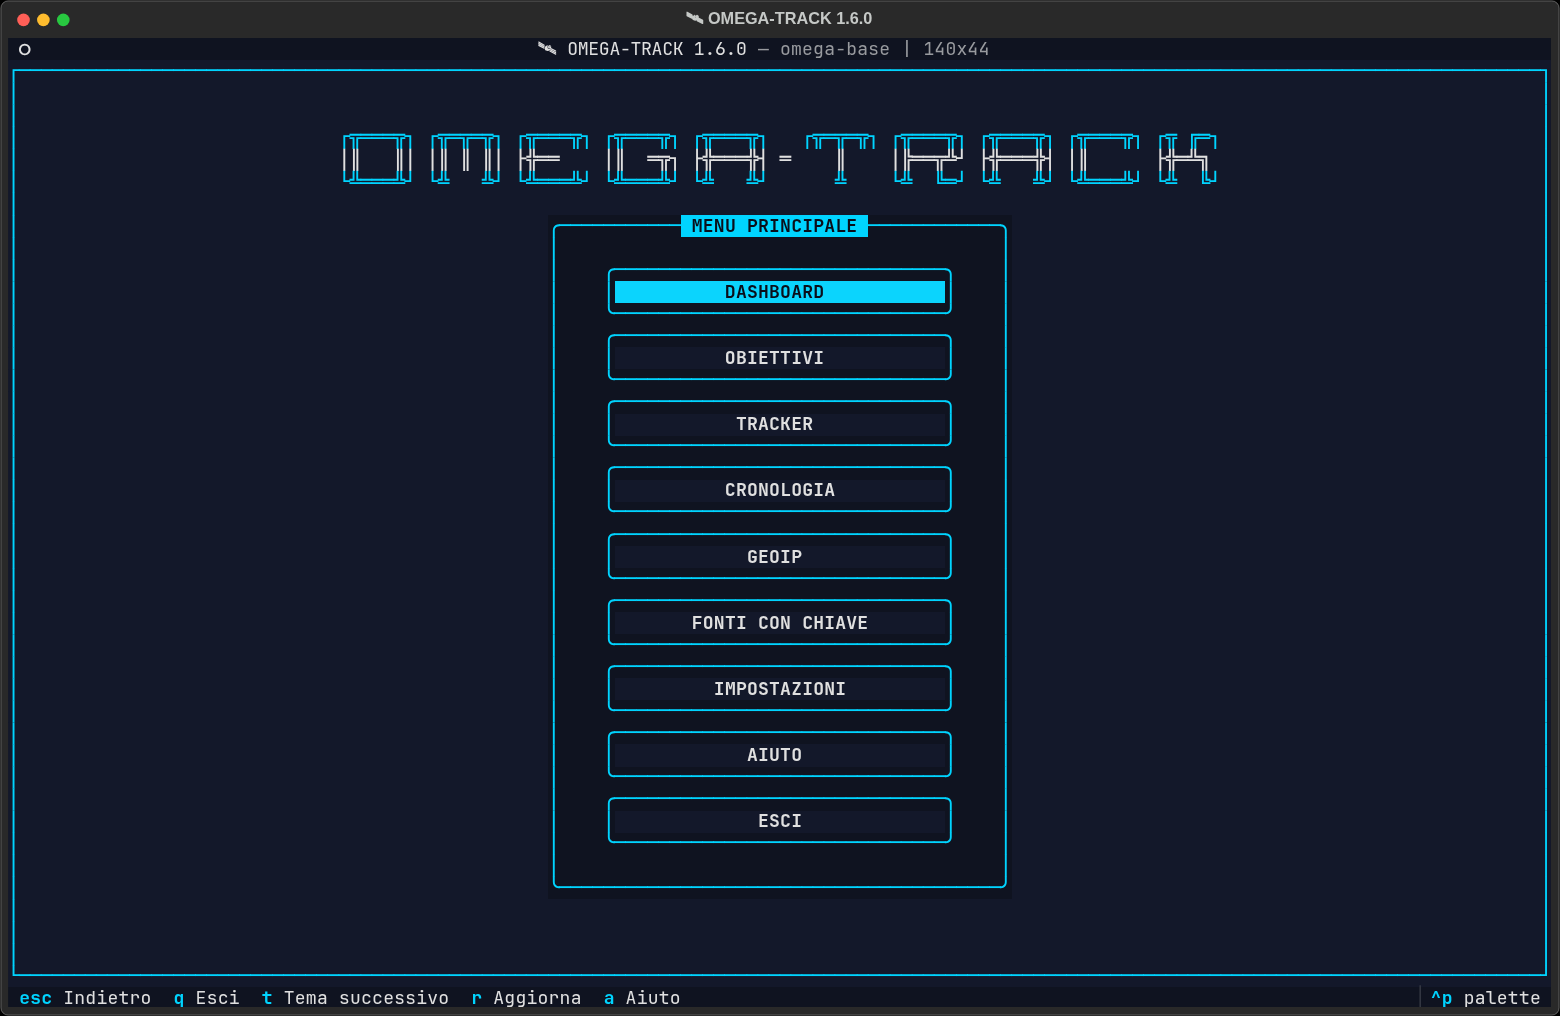 🛰 OMEGA-TRACK 1.6.0
🛰 OMEGA-TRACK 1.6.0 — omega-base | 140x44
OMEGA-TRACK
MENU PRINCIPALE
DASHBOARD
OBIETTIVI
TRACKER
CRONOLOGIA
GEOIP
FONTI CON CHIAVE
IMPOSTAZIONI
AIUTO
ESCI
esc Indietro q Esci t Tema successivo r Aggiorna a Aiuto ^p palette